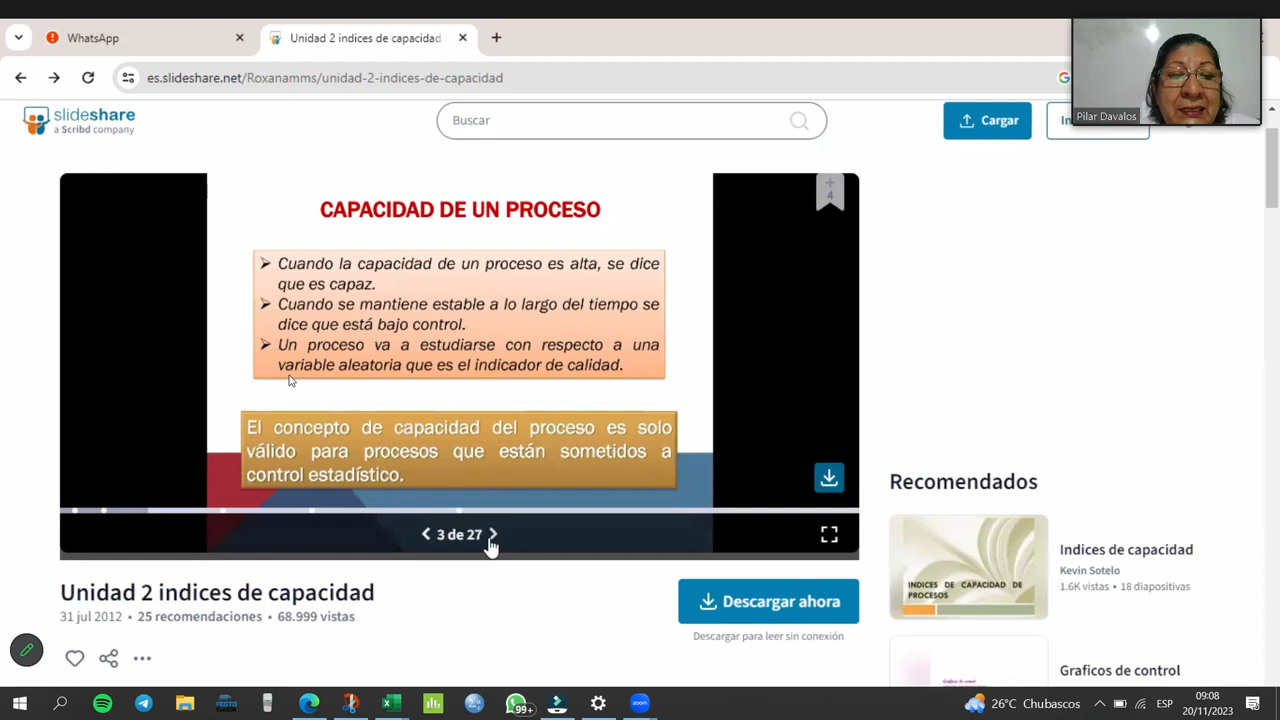 WhatsApp
Unidad 2 indices de capacidad
es.slideshare.net/Roxanamms/unidad-2-indices-de-capacidad
Pilar Davalos
slideshare
a Scribd company
Buscar
Cargar
+
4
CAPACIDAD DE UN PROCESO
➢ Cuando la capacidad de un proceso es alta, se dice
que es capaz.
➢ Cuando se mantiene estable a lo largo del tiempo se
dice que está bajo control.
➢ Un proceso va a estudiarse con respecto a una
variable aleatoria que es el indicador de calidad.
El concepto de capacidad del proceso es solo
válido para procesos que están sometidos a
control estadístico.
3 de 27
Unidad 2 indices de capacidad
31 jul 2012 • 25 recomendaciones • 68.999 vistas
Descargar ahora
Descargar para leer sin conexión
Recomendados
INDICES DE CAPACIDAD DE
PROCESOS
Indices de capacidad
Kevin Sotelo
1.6K vistas • 18 diapositivas
Graficos de control
FESTO
99+
zoom
26°C Chubascos
ESP
09:08
20/11/2023